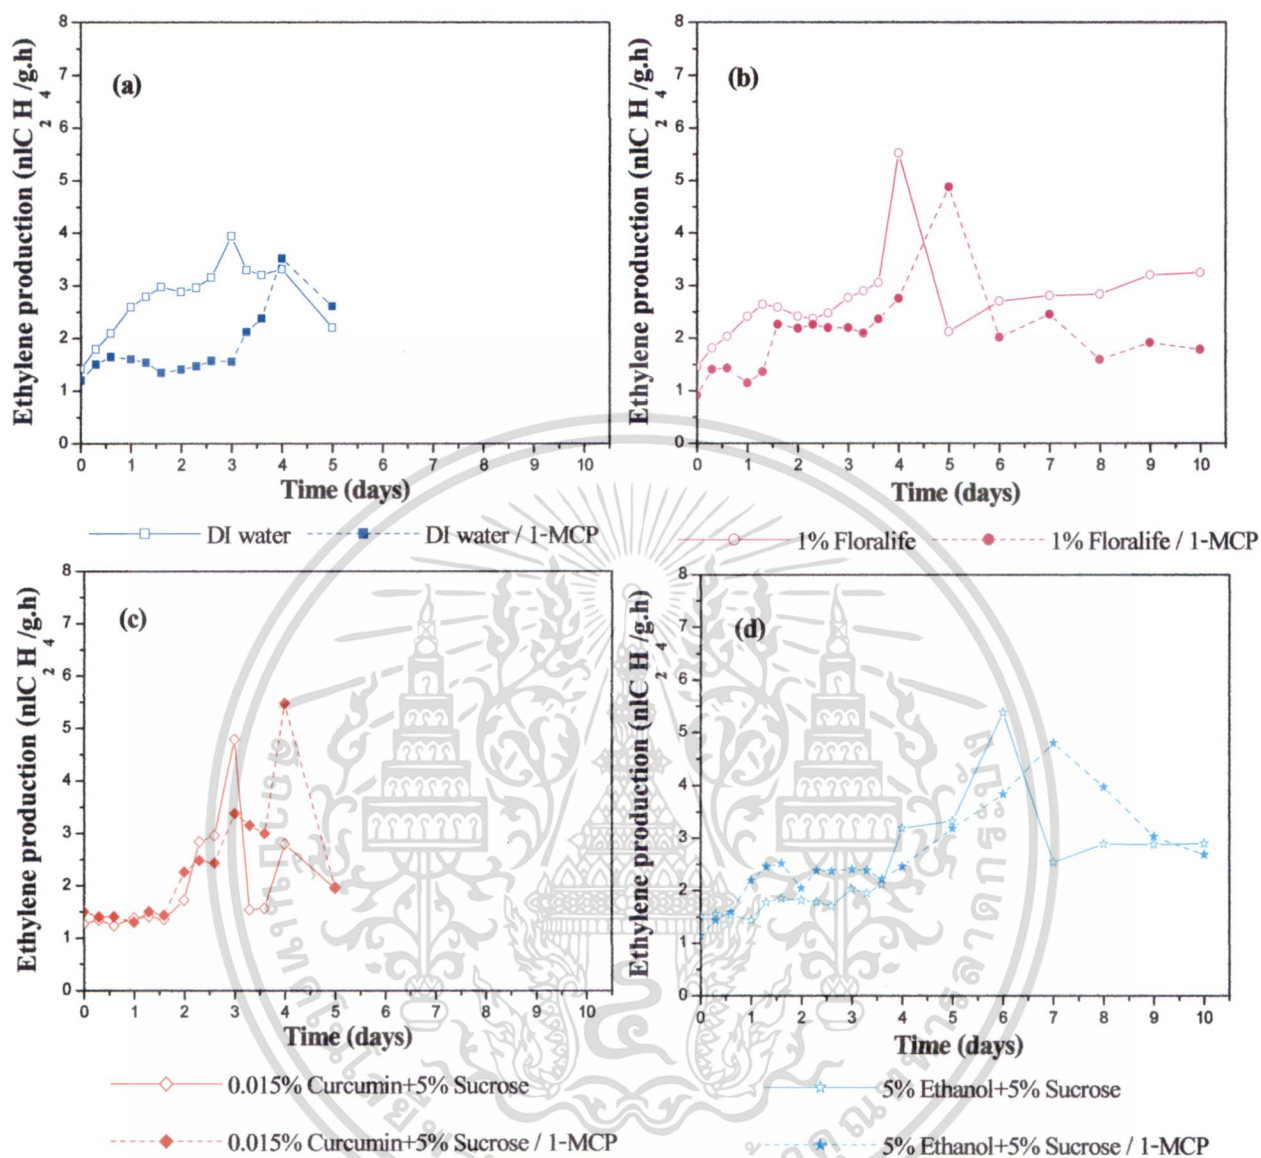 (a)
Ethylene production (nlC H /g.h)
2 4
8
7
6
5
4
3
2
1
0
0 1 2 3 4 5 6 7 8 9 10
Time (days)
DI water DI water / 1-MCP
(b)
Ethylene production (nlC H /g.h)
2 4
8
7
6
5
4
3
2
1
0
0 1 2 3 4 5 6 7 8 9 10
Time (days)
1% Floralife 1% Floralife / 1-MCP
(c)
Ethylene production (nlC H /g.h)
2 4
8
7
6
5
4
3
2
1
0
0 1 2 3 4 5 6 7 8 9 10
Time (days)
0.015% Curcumin+5% Sucrose
0.015% Curcumin+5% Sucrose / 1-MCP
(d)
Ethylene production (nlC H /g.h)
2 4
8
7
6
5
4
3
2
1
0
0 1 2 3 4 5 6 7 8 9 10
Time (days)
5% Ethanol+5% Sucrose
5% Ethanol+5% Sucrose / 1-MCP